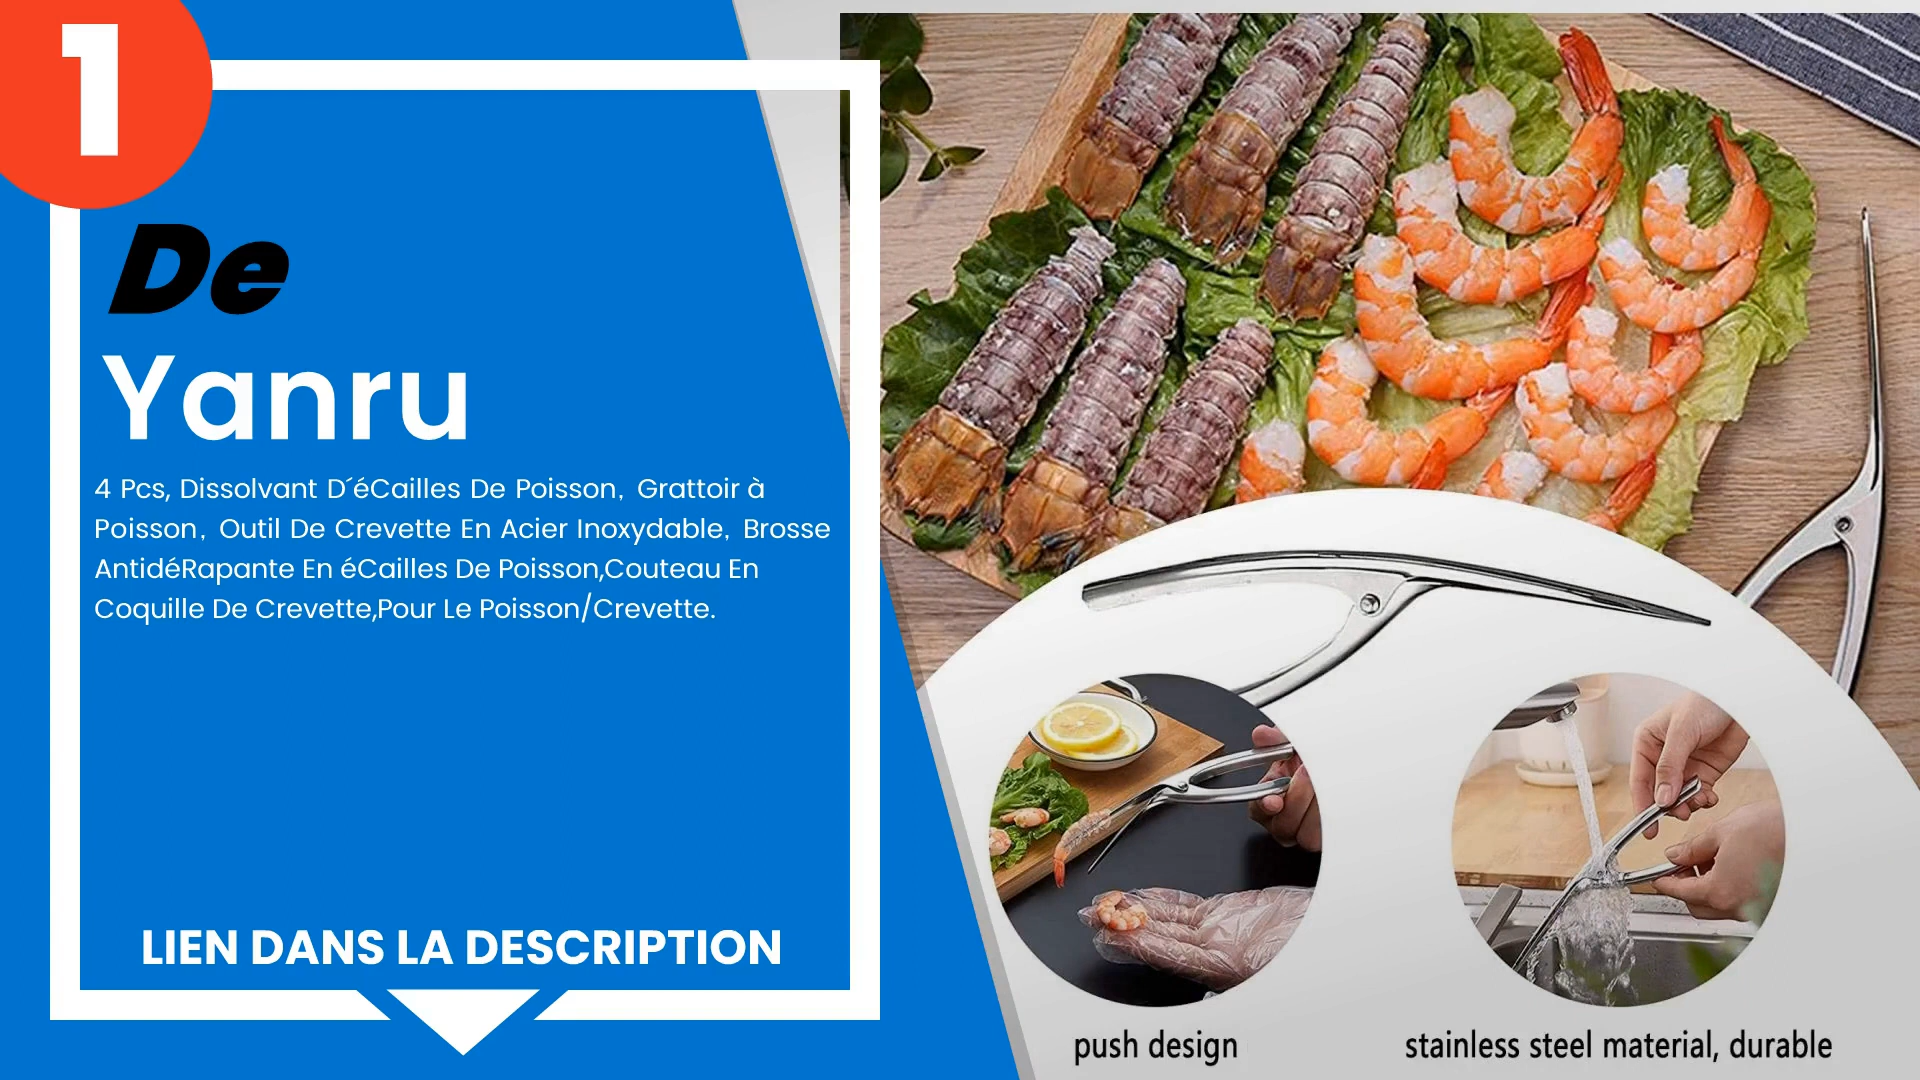 1
De
Yanru
4 Pcs, Dissolvant D´éCailles De Poisson，Grattoir à
Poisson，Outil De Crevette En Acier Inoxydable，Brosse
AntidéRapante En éCailles De Poisson,Couteau En
Coquille De Crevette,Pour Le Poisson/Crevette.
LIEN DANS LA DESCRIPTION
push design
stainless steel material, durable